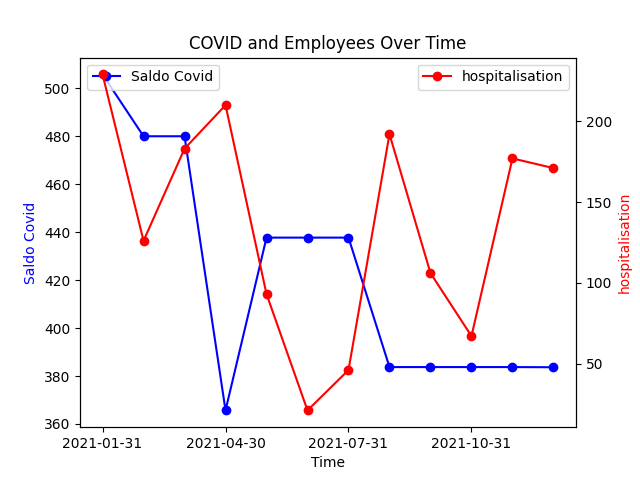 COVID and Employees Over Time
Saldo Covid
hospitalisation
500
480
460
440
420
400
380
360
Saldo Covid
200
150
100
50
hospitalisation
2021-01-31 2021-04-30 2021-07-31 2021-10-31
Time